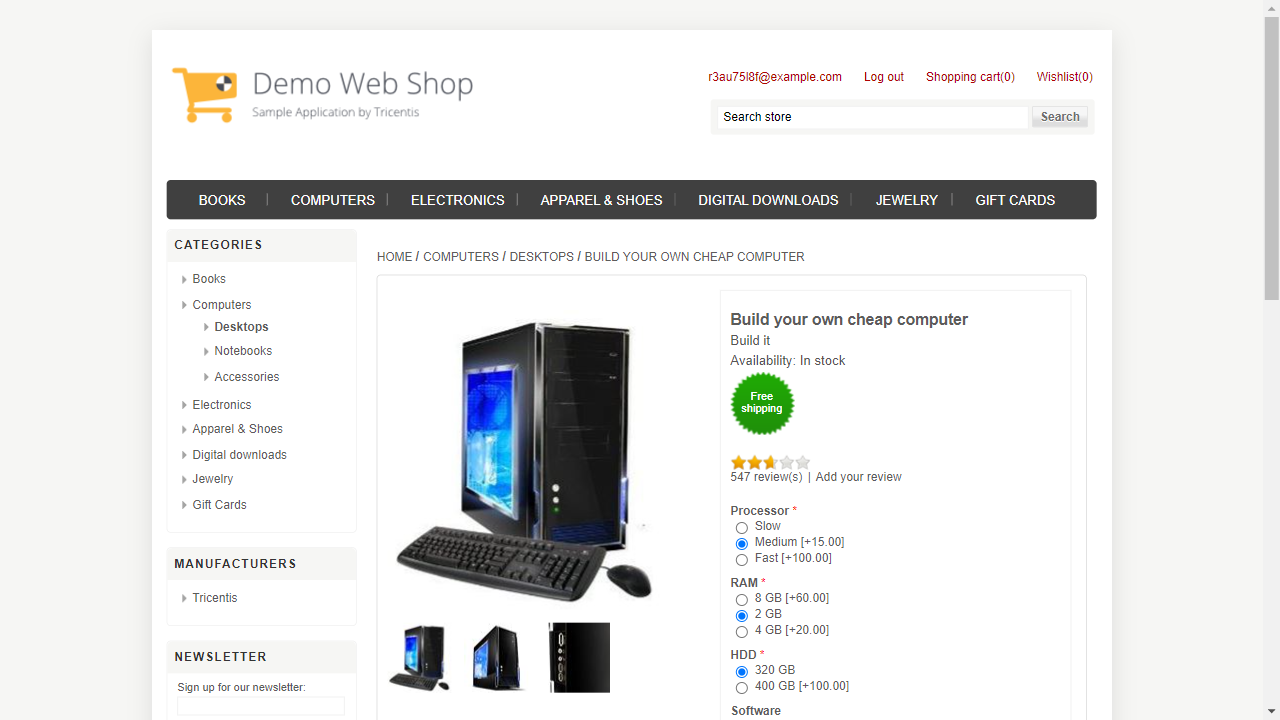 Demo Web Shop
Sample Application by Tricentis
r3au75l8f@example.com Log out Shopping cart(0) Wishlist(0)
Search store Search
BOOKS COMPUTERS ELECTRONICS APPAREL & SHOES DIGITAL DOWNLOADS JEWELRY GIFT CARDS
CATEGORIES
Books
Computers
Desktops
Notebooks
Accessories
Electronics
Apparel & Shoes
Digital downloads
Jewelry
Gift Cards
MANUFACTURERS
Tricentis
NEWSLETTER
Sign up for our newsletter:
HOME / COMPUTERS / DESKTOPS / BUILD YOUR OWN CHEAP COMPUTER
Build your own cheap computer
Build it
Availability: In stock
Free
shipping
547 review(s) | Add your review
Processor *
Slow
Medium [+15.00]
Fast [+100.00]
RAM *
8 GB [+60.00]
2 GB
4 GB [+20.00]
HDD *
320 GB
400 GB [+100.00]
Software